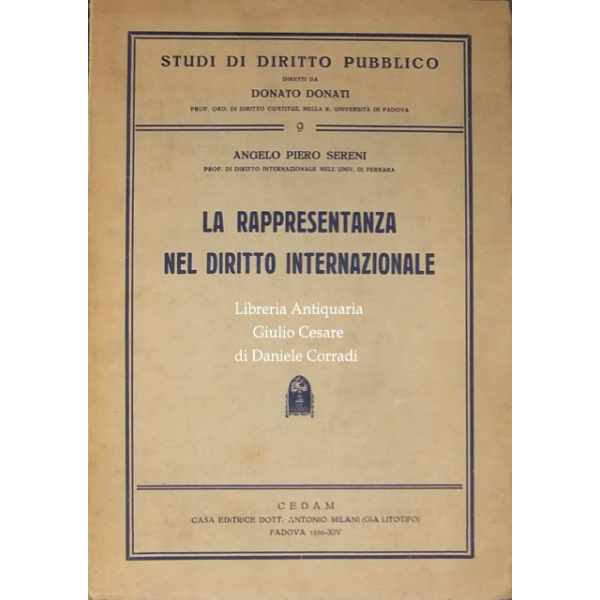 STUDI DI DIRITTO PUBBLICO
DIRETTI DA
DONATO DONATI
PROF. ORD. DI DIRITTO COSTITUZ. NELLA R. UNIVERSITÀ DI PADOVA
9
ANGELO PIERO SERENI
PROF. DI DIRITTO INTERNAZIONALE NELL'UNIV. DI FERRARA
LA RAPPRESENTANZA
NEL DIRITTO INTERNAZIONALE
Libreria Antiquaria
Giulio Cesare
di Daniele Corradi
CEDAM
CASA EDITRICE DOTT. ANTONIO MILANI (GIÀ LITOTIPO)
PADOVA 1936-XIV